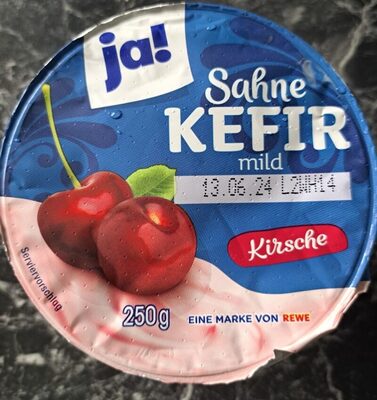 ja!
Sahne
KEFIR
mild
13.06.24 L2WH14
Kirsche
Serviervorschlag
250g
EINE MARKE VON REWE